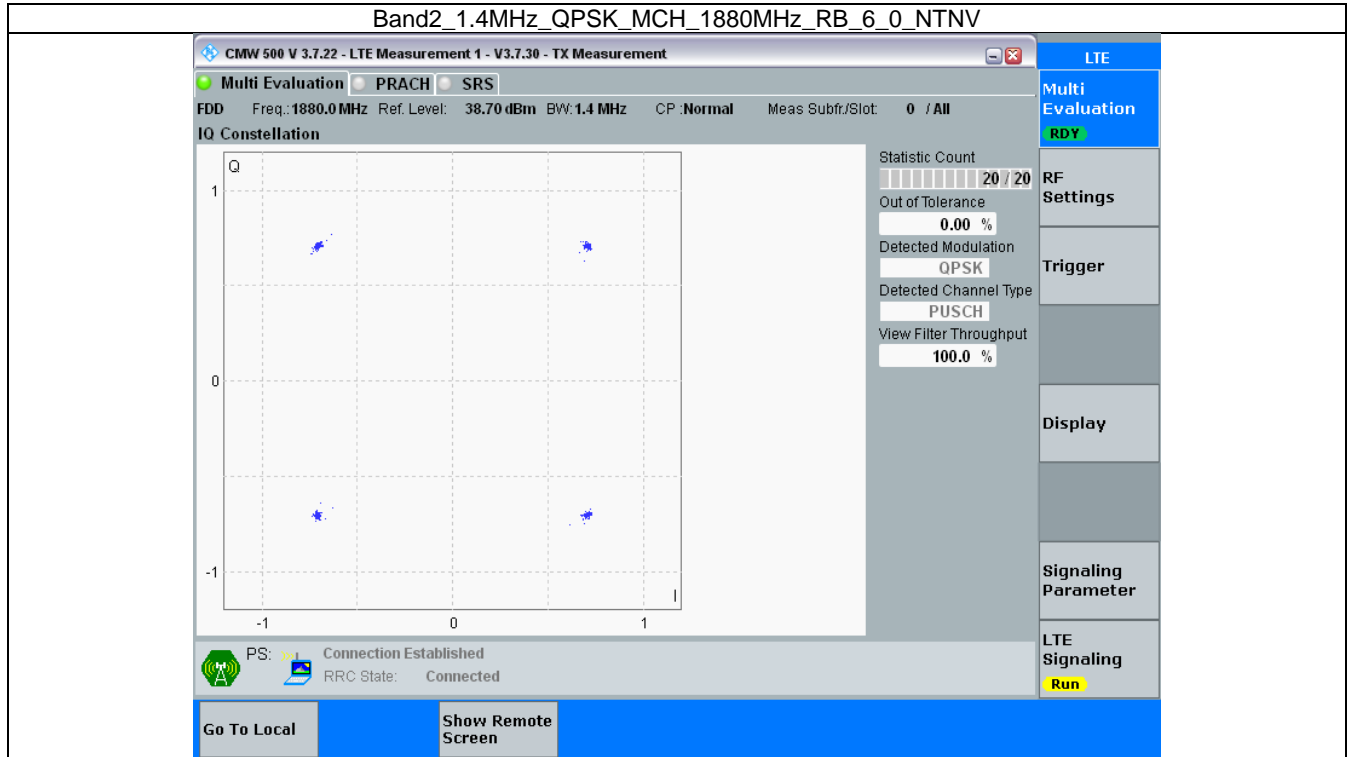 Band2_1.4MHz_QPSK_MCH_1880MHz_RB_6_0_NTNV
CMW 500 V 3.7.22 - LTE Measurement 1 - V3.7.30 - TX Measurement
LTE
Multi Evaluation PRACH SRS
Multi
Evaluation
RDY
FDD Freq.: 1880.0 MHz Ref. Level: 38.70 dBm BW: 1.4 MHz CP : Normal Meas Subfr./Slot: 0 / All
IQ Constellation
Q
1
0
-1
I
-1 0 1
Statistic Count
20 / 20
Out of Tolerance
0.00 %
Detected Modulation
QPSK
Detected Channel Type
PUSCH
View Filter Throughput
100.0 %
RF
Settings
Trigger
Display
Signaling
Parameter
LTE
Signaling
Run
PS: Connection Established
RRC State: Connected
Go To Local
Show Remote
Screen